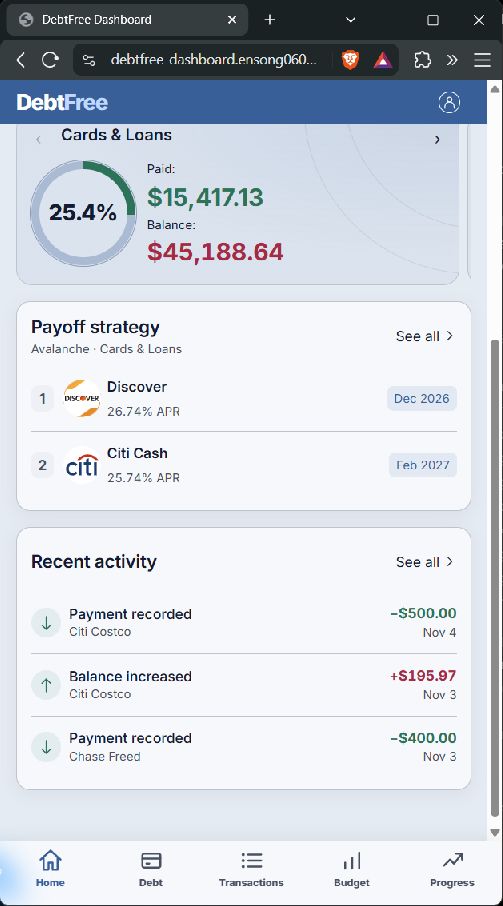 DebtFree Dashboard
debtfree-dashboard.ensong060...
DebtFree
Cards & Loans
25.4%
Paid:
$15,417.13
Balance:
$45,188.64
Payoff strategy
See all
Avalanche · Cards & Loans
1
DISCOVER
Discover
26.74% APR
Dec 2026
2
citi
Citi Cash
25.74% APR
Feb 2027
Recent activity
See all
Payment recorded
Citi Costco
−$500.00
Nov 4
Balance increased
Citi Costco
+$195.97
Nov 3
Payment recorded
Chase Freed
−$400.00
Nov 3
Home
Debt
Transactions
Budget
Progress